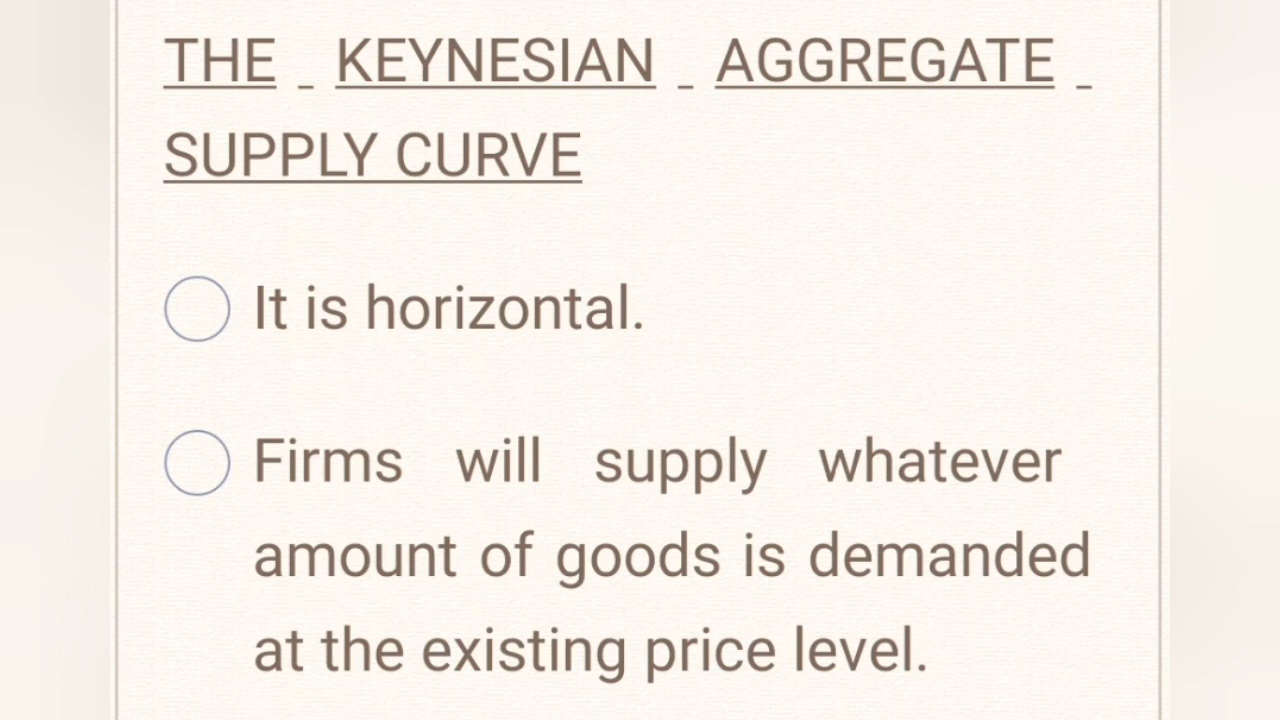 THE KEYNESIAN AGGREGATE
SUPPLY CURVE
It is horizontal.
Firms will supply whatever
amount of goods is demanded
at the existing price level.